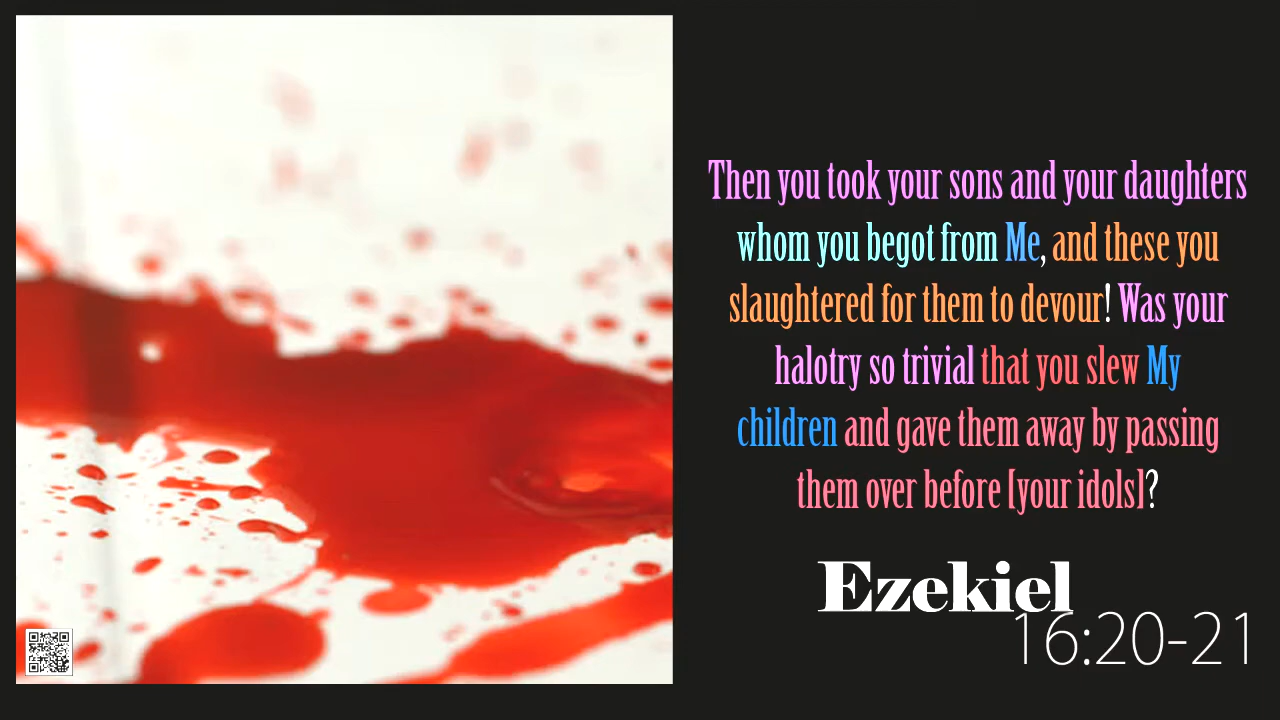 Then you took your sons and your daughters
whom you begot from Me, and these you
slaughtered for them to devour! Was your
halotry so trivial that you slew My
children and gave them away by passing
them over before [your idols]?
Ezekiel
16:20-21